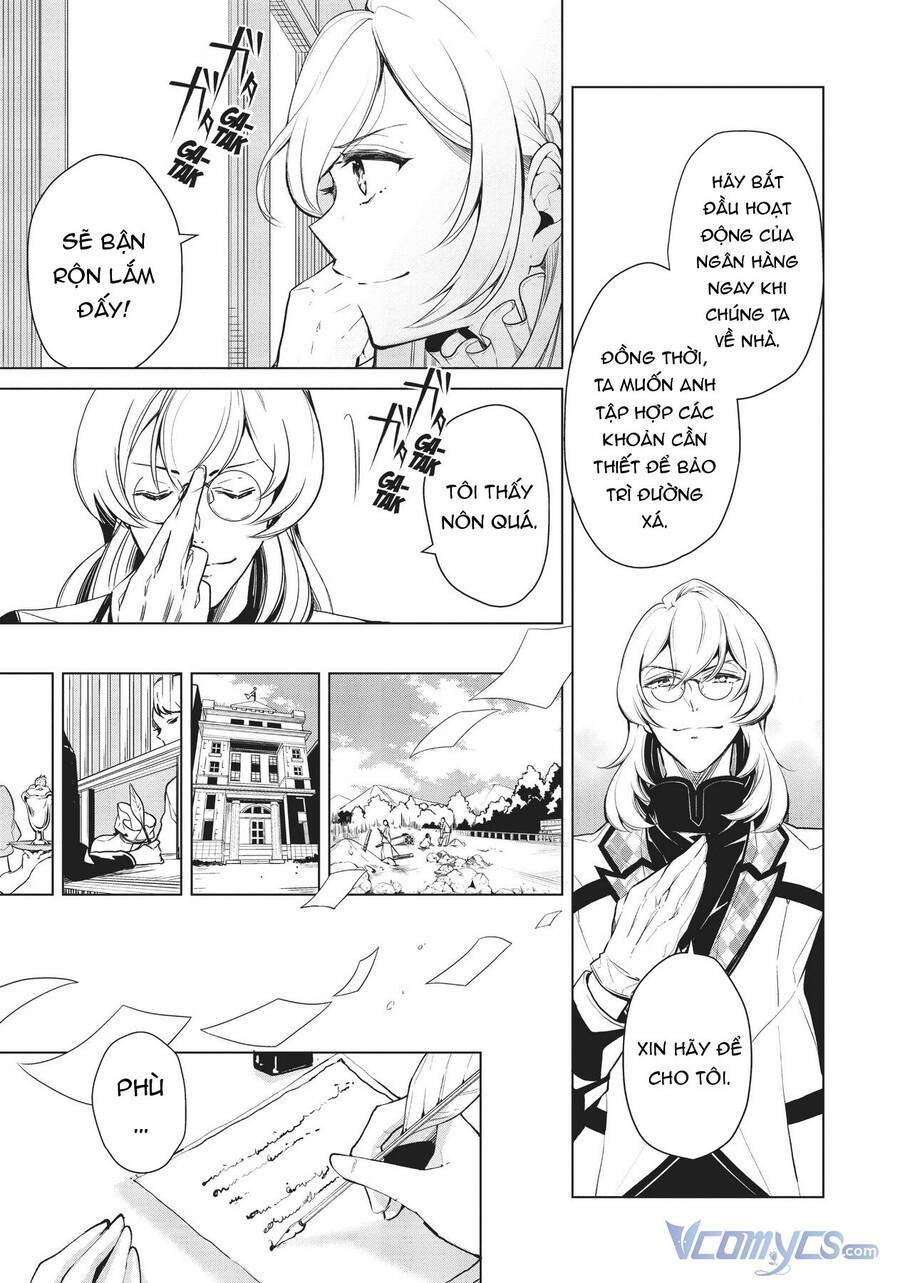 HÃY BẮT
ĐẦU HOẠT
ĐỘNG CỦA
NGÂN HÀNG
NGAY KHI
CHÚNG TA
VỀ NHÀ.
ĐỒNG THỜI,
TA MUỐN ANH
TẬP HỢP CÁC
KHOẢN CẦN
THIẾT ĐỂ BẢO
TRÌ ĐƯỜNG
XÁ.
XIN HÃY ĐỂ
CHO TÔI.
ガタ
GA-
TAK
ガタ
GA-
TAK
SẼ BẬN
RỘN LẮM
ĐẤY!
ガタ
GA-
TAK
ガタ
GA-
TAK
TÔI THẤY
NÔN QUÁ.
PHÙ
...
VCOMYCS.com